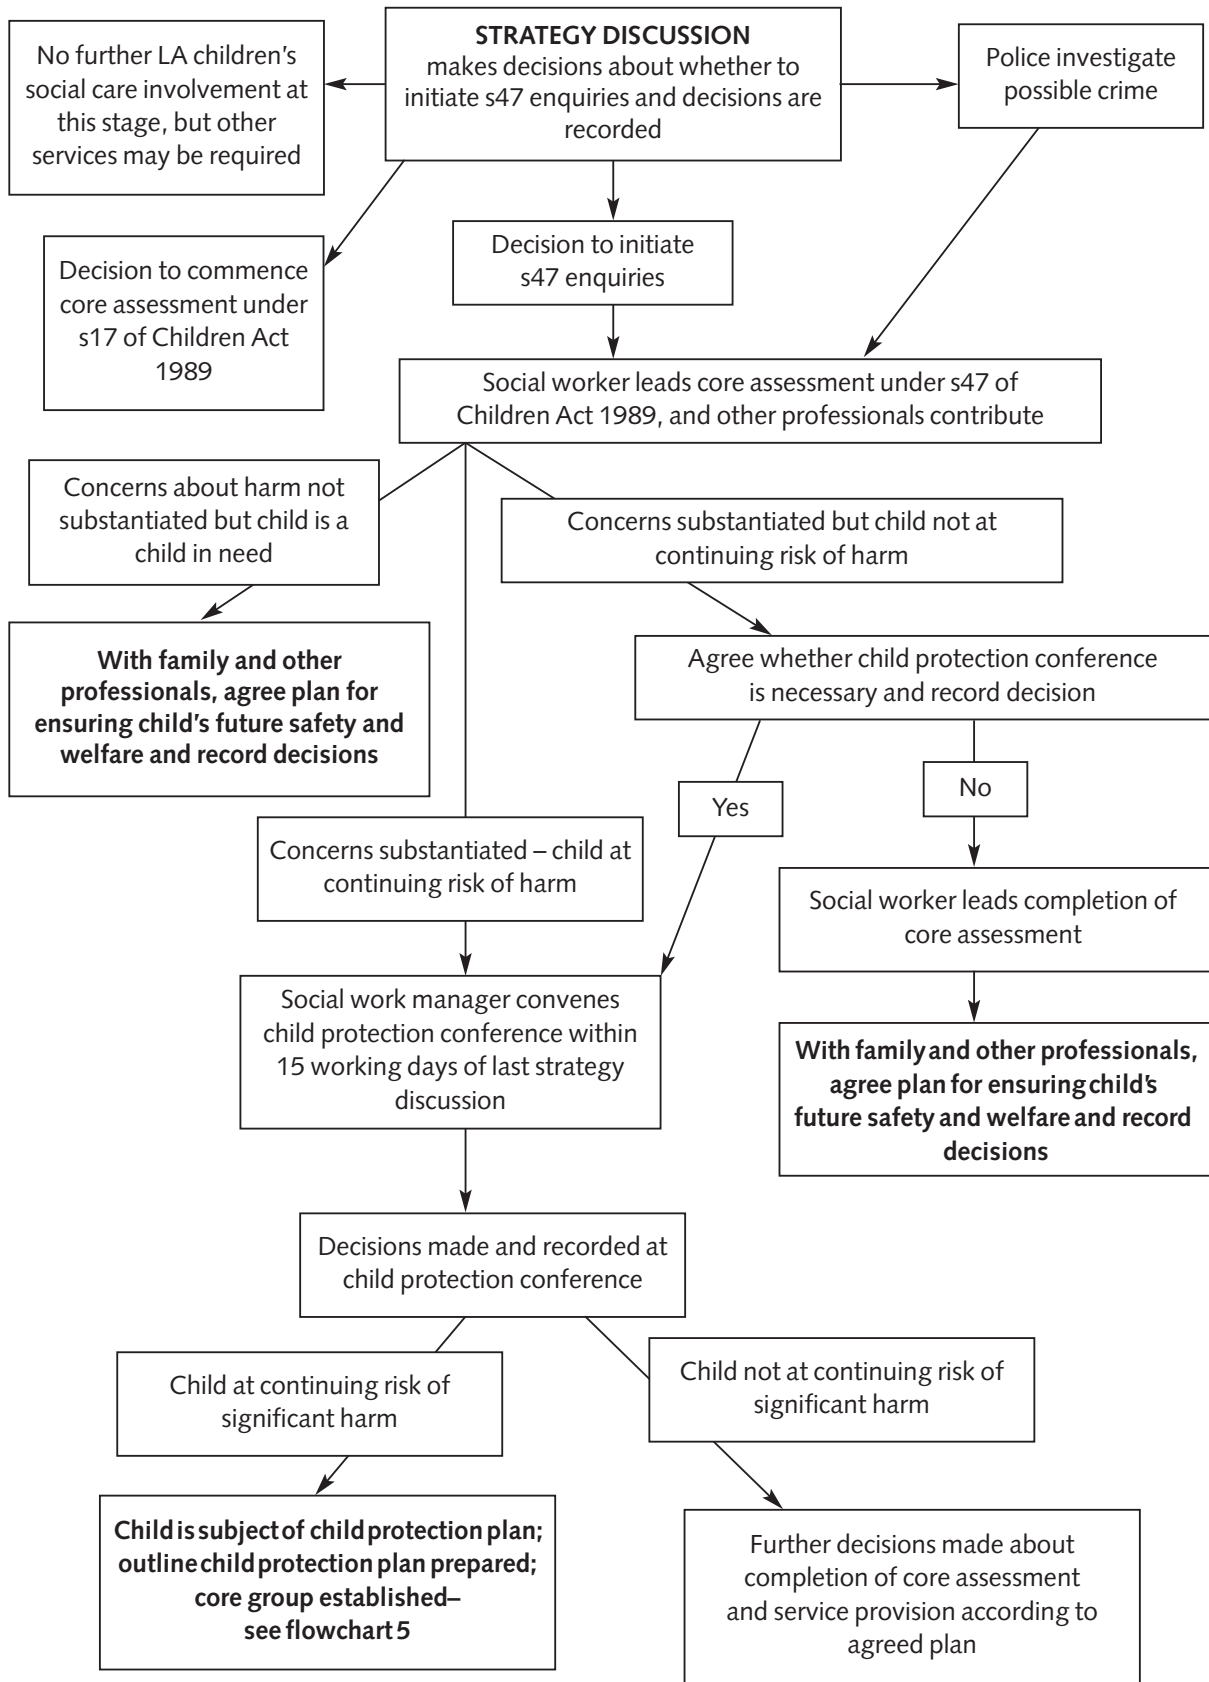 No further LA children's
social care involvement at
this stage, but other
services may be required
STRATEGY DISCUSSION
makes decisions about whether to
initiate s47 enquiries and decisions are
recorded
Police investigate
possible crime
Decision to commence
core assessment under
s17 of Children Act
1989
Decision to initiate
s47 enquiries
Social worker leads core assessment under s47 of
Children Act 1989, and other professionals contribute
Concerns about harm not
substantiated but child is a
child in need
Concerns substantiated but child not at
continuing risk of harm
With family and other
professionals, agree plan for
ensuring child's future safety and
welfare and record decisions
Agree whether child protection conference
is necessary and record decision
Yes
No
Concerns substantiated – child at
continuing risk of harm
Social worker leads completion of
core assessment
Social work manager convenes
child protection conference within
15 working days of last strategy
discussion
With family and other professionals,
agree plan for ensuring child's
future safety and welfare and record
decisions
Decisions made and recorded at
child protection conference
Child at continuing risk of
significant harm
Child not at continuing risk of
significant harm
Child is subject of child protection plan;
outline child protection plan prepared;
core group established–
see flowchart 5
Further decisions made about
completion of core assessment
and service provision according to
agreed plan